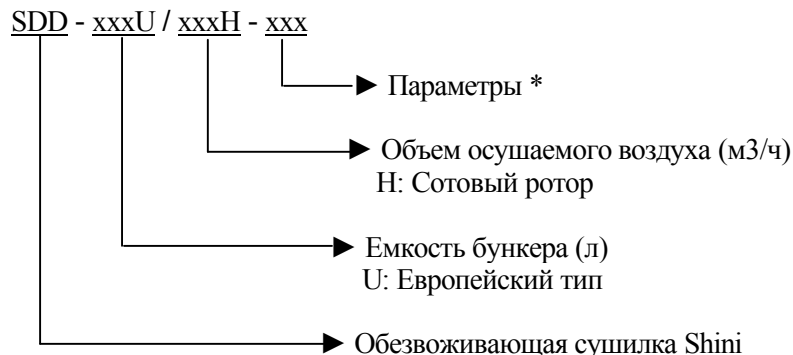 SDD - xxxU / xxxH - xxx
Параметры *
Объем осушаемого воздуха (м3/ч)
H: Сотовый ротор
Емкость бункера (л)
U: Европейский тип
Обезвоживающая сушилка Shini